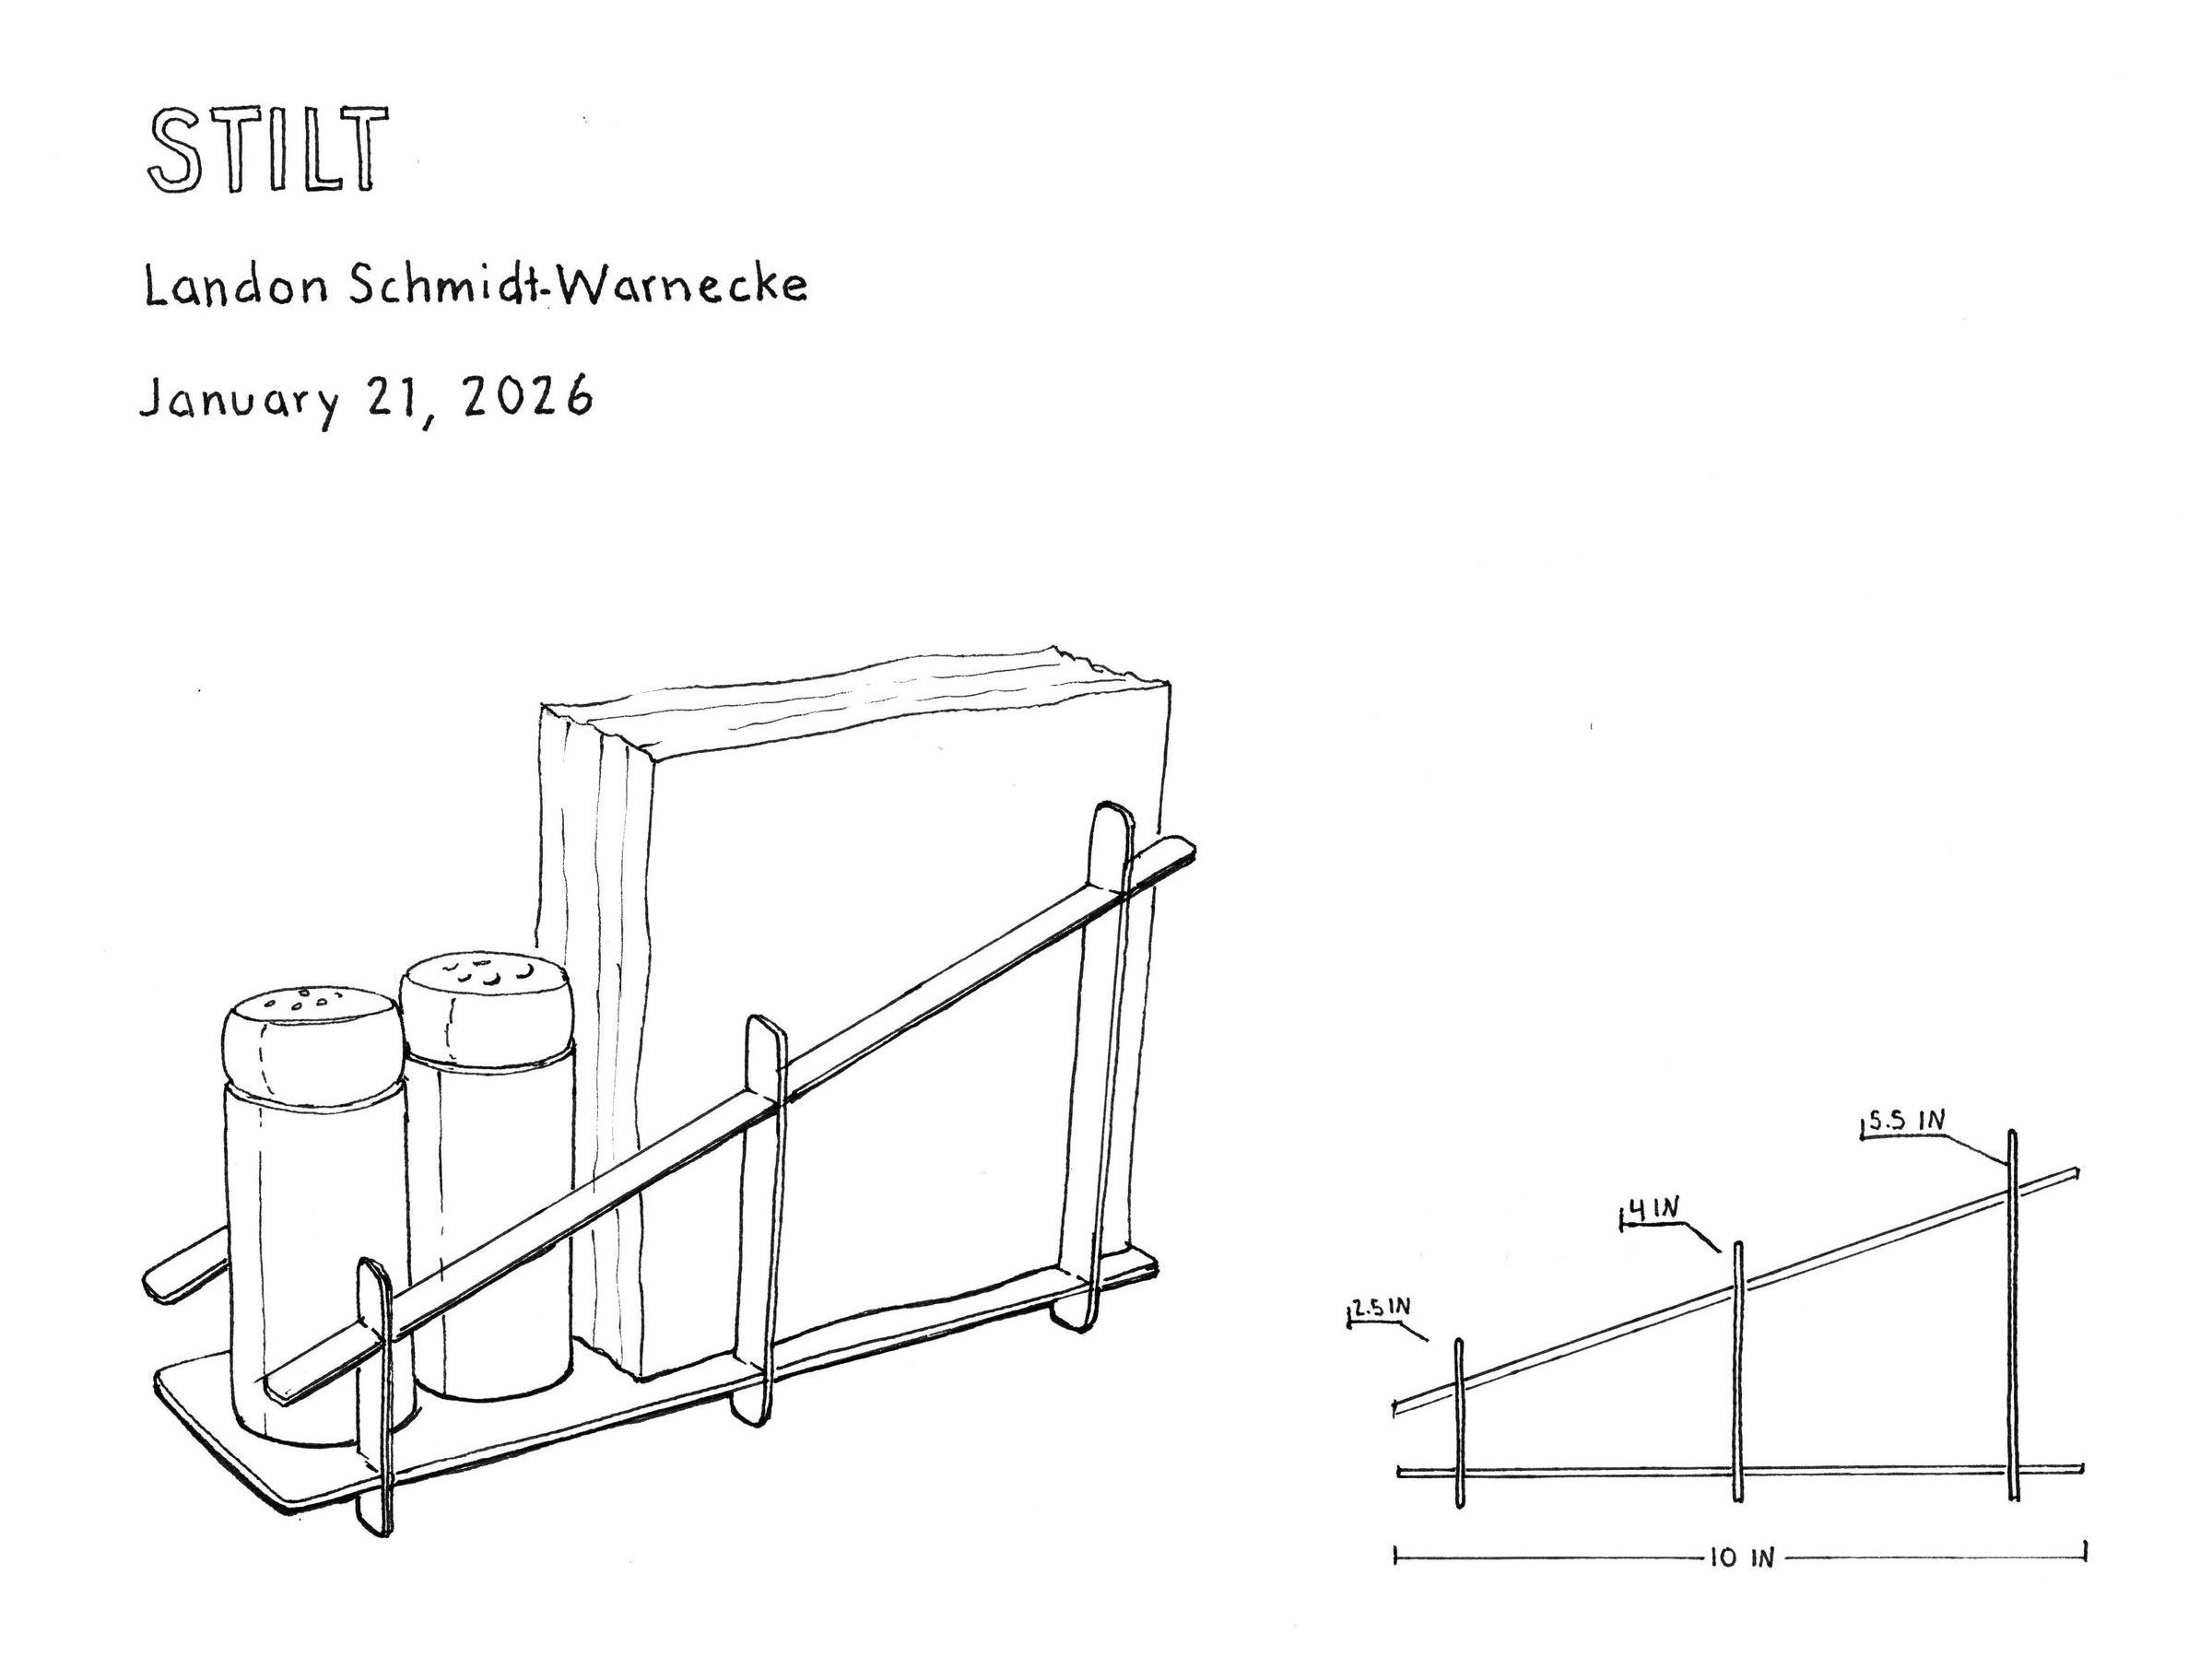 STILT
Landon Schmidt-Warnecke
January 21, 2026
5.5 IN
4 IN
2.5 IN
10 IN